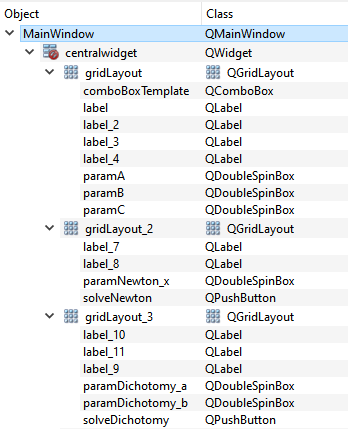 Object Class
MainWindow QMainWindow
centralwidget QWidget
gridLayout QGridLayout
comboBoxTemplate QComboBox
label QLabel
label_2 QLabel
label_3 QLabel
label_4 QLabel
paramA QDoubleSpinBox
paramB QDoubleSpinBox
paramC QDoubleSpinBox
gridLayout_2 QGridLayout
label_7 QLabel
label_8 QLabel
paramNewton_x QDoubleSpinBox
solveNewton QPushButton
gridLayout_3 QGridLayout
label_10 QLabel
label_11 QLabel
label_9 QLabel
paramDichotomy_a QDoubleSpinBox
paramDichotomy_b QDoubleSpinBox
solveDichotomy QPushButton